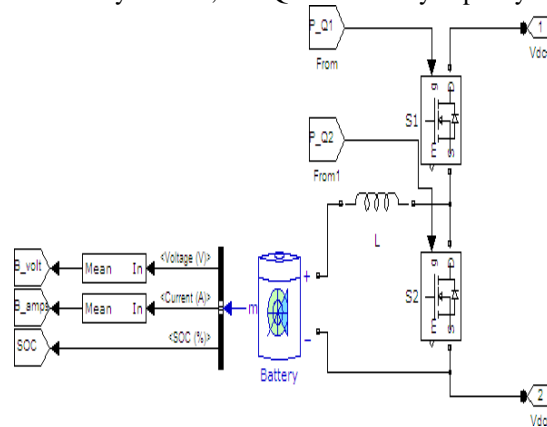 P_Q1
1
From
Vdc
g
D
S1
m
S
P_Q2
From1
L
B_volt
Mean In
<Voltage (V)>
B_amps
Mean In
<Current (A)>
SOC
<SOC (%)>
m
+
−
Battery
g
D
S2
m
S
2
Vdc